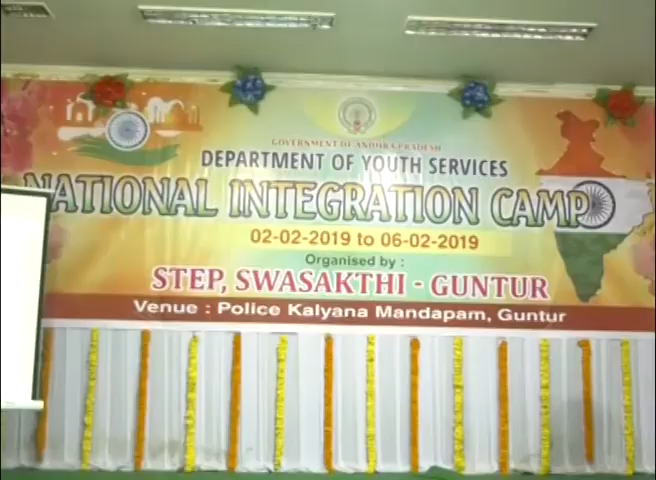 GOVERNMENT OF ANDHRA PRADESH
DEPARTMENT OF YOUTH SERVICES
NATIONAL INTEGRATION CAMP
02-02-2019 to 06-02-2019
Organised by :
STEP, SWASAKTHI - GUNTUR
Venue : Police Kalyana Mandapam, Guntur